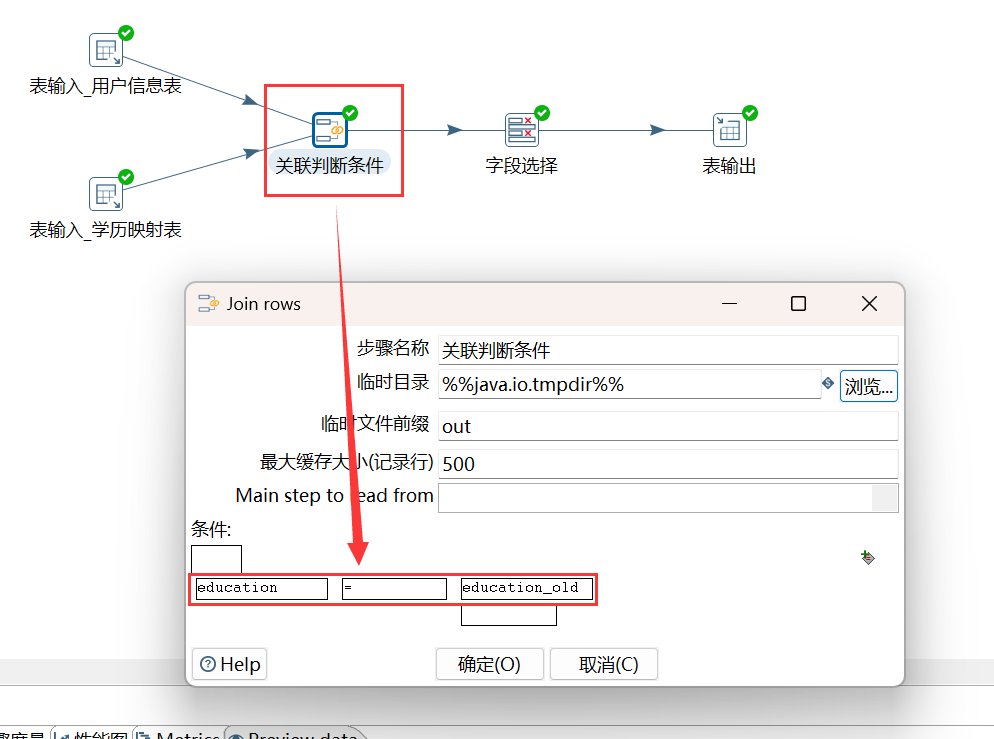 表输入_用户信息表
关联判断条件
字段选择
表输出
表输入_学历映射表
Join rows
步骤名称 关联判断条件
临时目录 %%java.io.tmpdir%% 浏览...
临时文件前缀 out
最大缓存大小(记录行) 500
Main step to read from
条件:
education = education_old
Help 确定(O) 取消(C)
性能图 Metrics Preview data